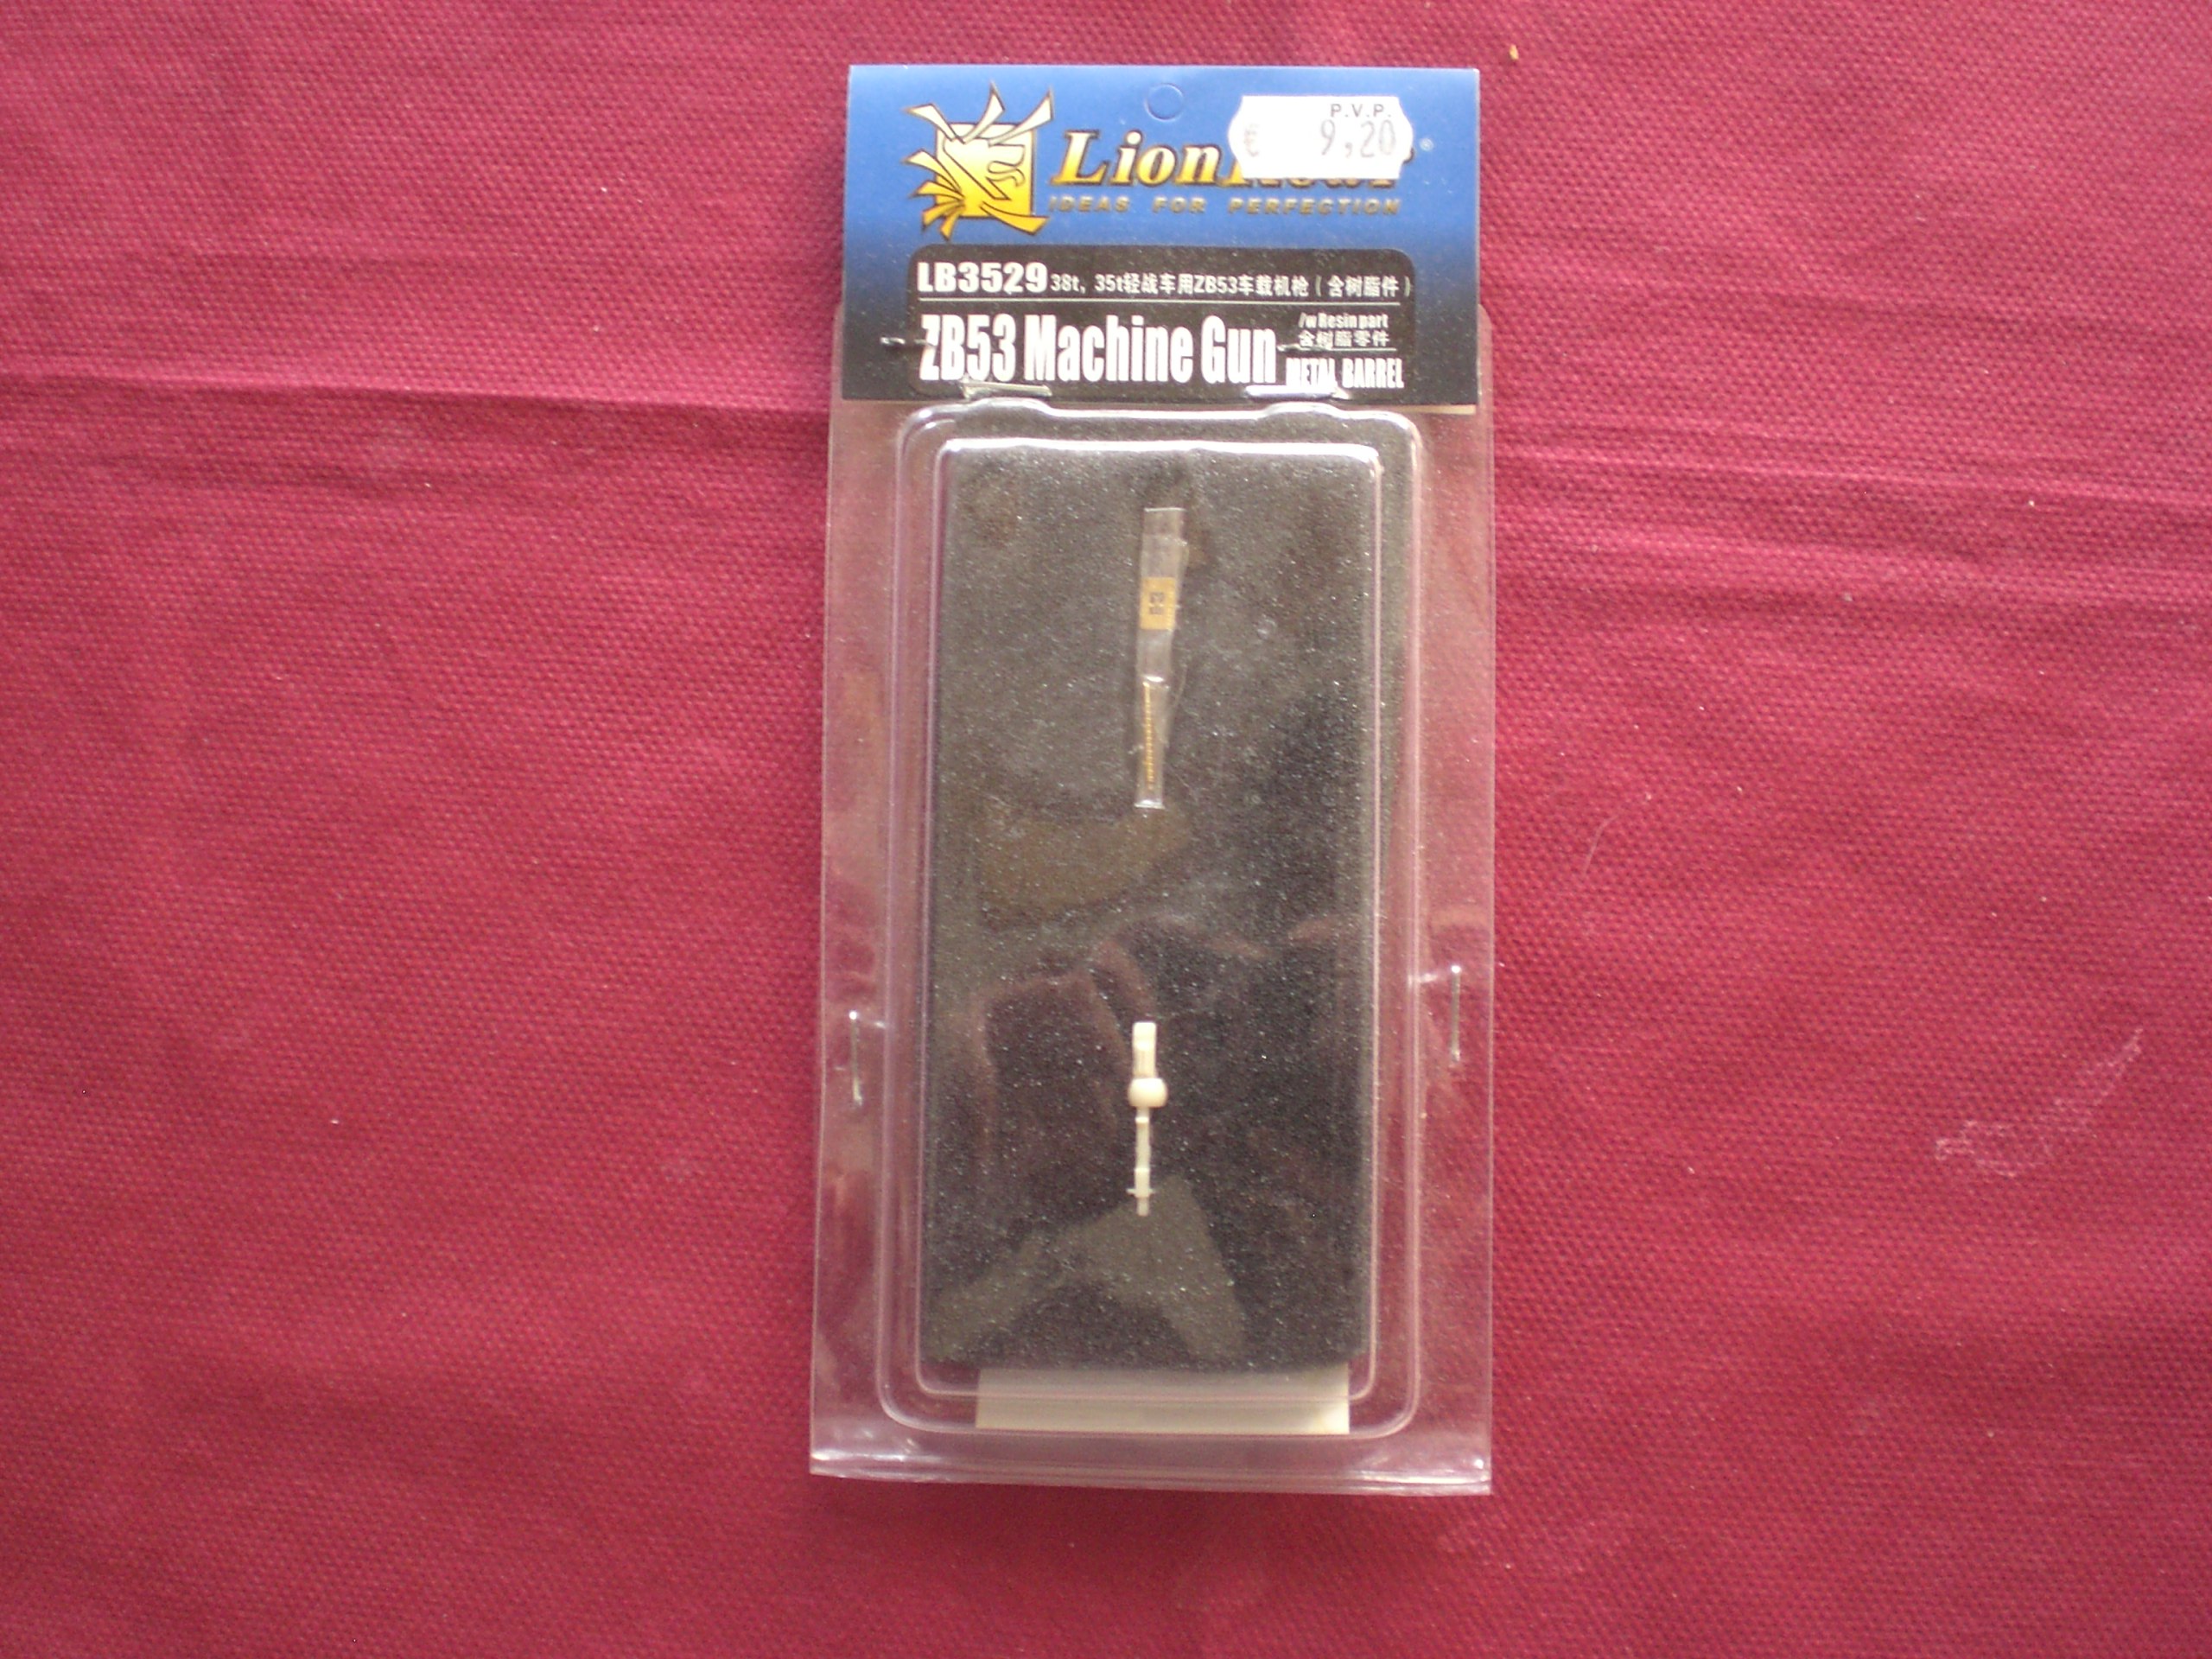 P.V.P.
€ 9,20
Lion
IDEAS FOR PERFECTION
LB3529 38t, 35t轻战车用ZB53车载机枪（含树脂件）
ZB53 Machine Gun
/w Resin part
含树脂零件
METAL BARREL